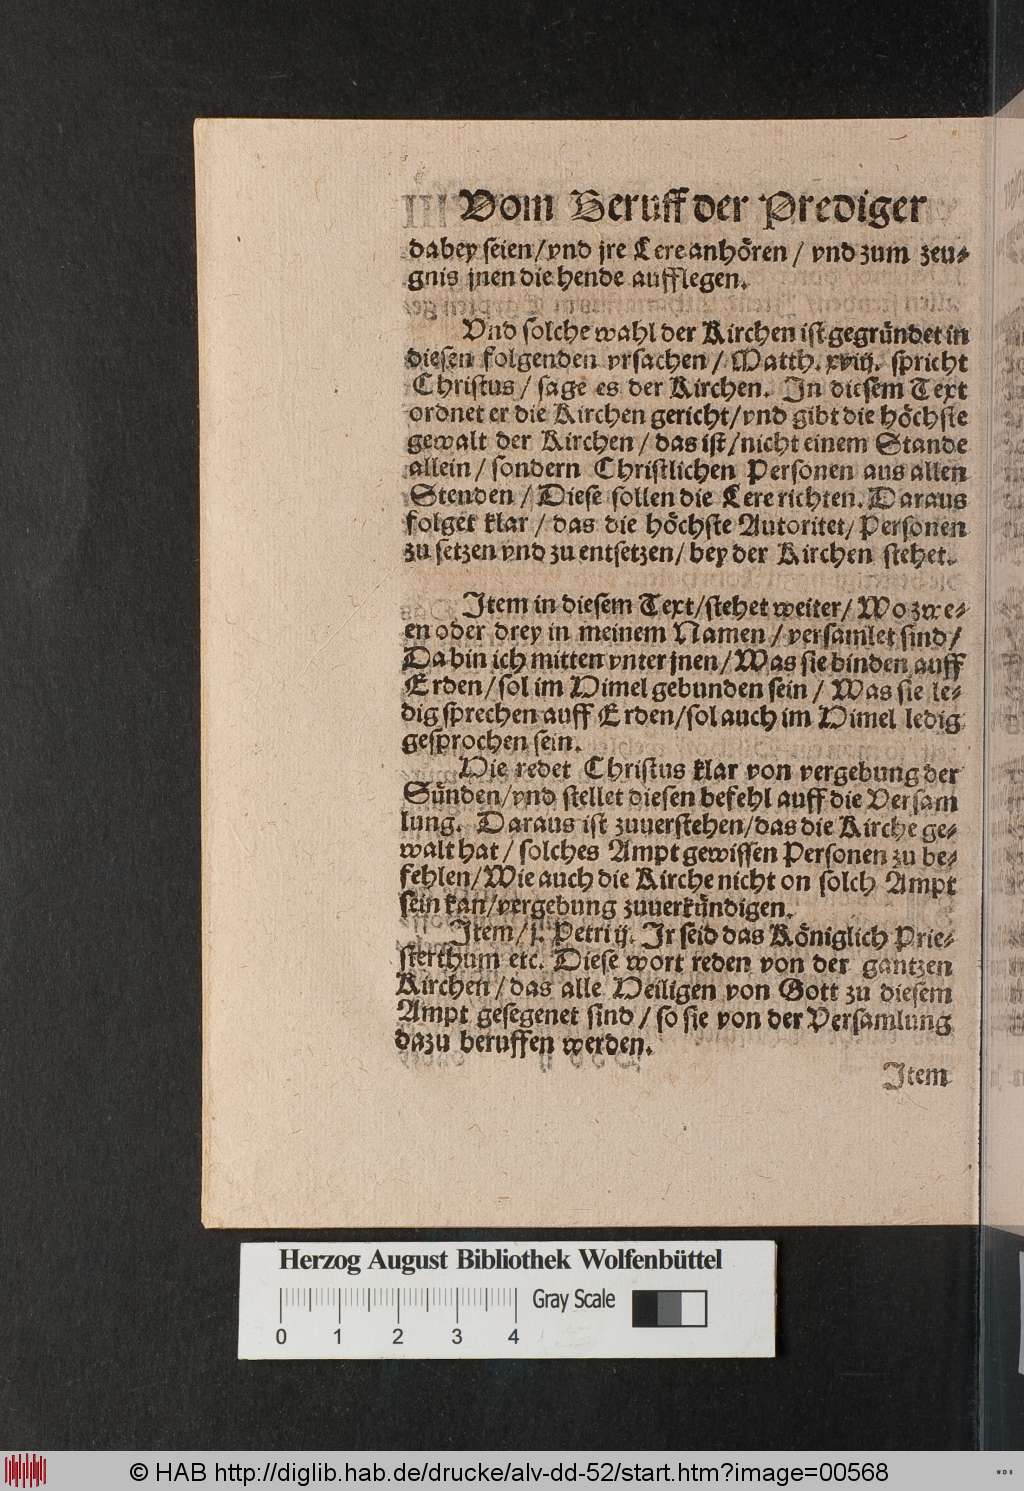 Vom Beruff der Prediger
dabey seien/vnd jre Lere anhören / vnd zum zeu-
gnis jnen die hende aufflegen.
Vnd solche wahl der Kirchen ist gegründet in
diesen folgenden vrsachen / Matth. xviij. spricht
Christus / sage es der Kirchen. In diesem Text
ordnet er die Kirchen gericht/vnd gibt die höchste
gewalt der Kirchen / das ist/nicht einem Stande
allein / sondern Christlichen Personen aus allen
Stenden / Diese sollen die Lere richten. Daraus
folget klar / das die höchste Autoritet/ Personen
zu setzen vnd zu entsetzen/ bey der Kirchen stehet.
Item in diesem Text/stehet weiter/ Wo zwe-
en oder drey in meinem Namen / versamlet sind/
Da bin ich mitten vnter jnen/ Was sie binden auff
Erden/ sol im Himel gebunden sein / Was sie le-
dig sprechen auff Erden/sol auch im Himel ledig
gesprochen sein.
Hie redet Christus klar von vergebung der
Sünden/vnd stellet diesen befehl auff die Versam
lung. Daraus ist zuuerstehen/das die Kirche ge-
walt hat / solches Ampt gewissen Personen zu be-
fehlen/Wie auch die Kirche nicht on solch Ampt
sein kan/vergebung zuuerkündigen.
Item/j. Petri ij. Ir seid das Königlich Prie-
sterthum etc. Diese wort reden von der gantzen
Kirchen / das alle Heiligen von Gott zu diesem
Ampt gesegenet sind / so sie von der Versamlung
dazu beruffen werden.
Item
Herzog August Bibliothek Wolfenbüttel
0 1 2 3 4 Gray Scale
© HAB http://diglib.hab.de/drucke/alv-dd-52/start.htm?image=00568